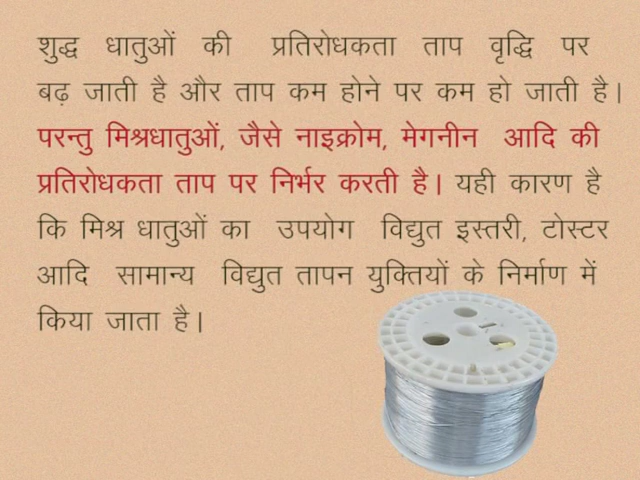 शुद्ध धातुओं की प्रतिरोधकता ताप वृद्धि पर
बढ़ जाती है और ताप कम होने पर कम हो जाती है।
परन्तु मिश्रधातुओं, जैसे नाइक्रोम, मेगनीन आदि की
प्रतिरोधकता ताप पर निर्भर करती है। यही कारण है
कि मिश्र धातुओं का उपयोग विद्युत इस्तरी, टोस्टर
आदि सामान्य विद्युत तापन युक्तियों के निर्माण में
किया जाता है।